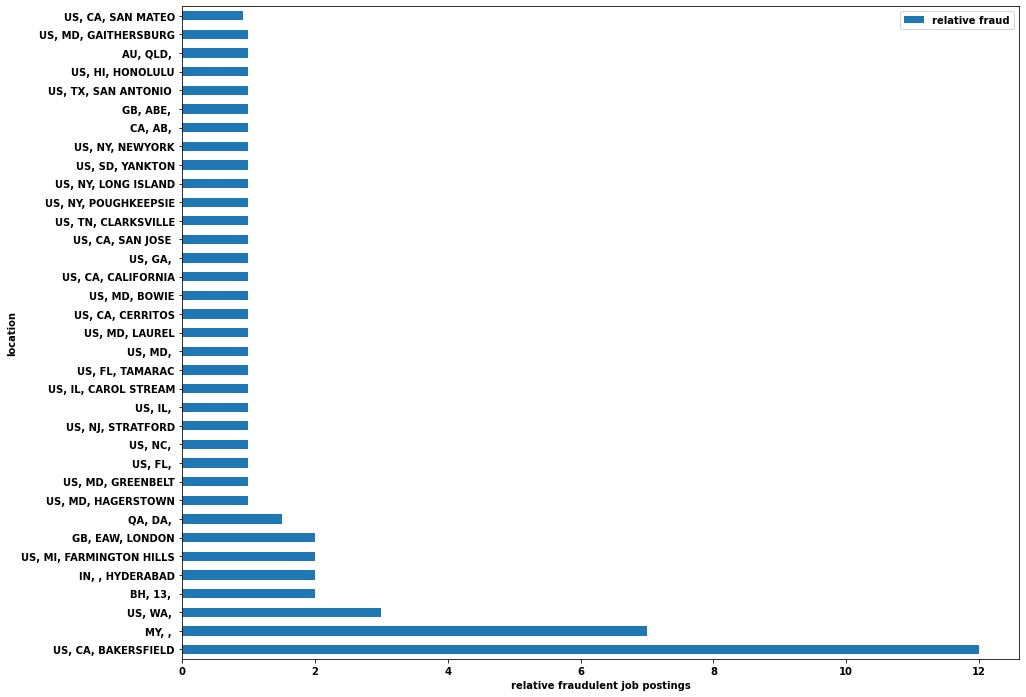 relative fraud
US, CA, SAN MATEO
US, MD, GAITHERSBURG
AU, QLD,
US, HI, HONOLULU
US, TX, SAN ANTONIO
GB, ABE,
CA, AB,
US, NY, NEWYORK
US, SD, YANKTON
US, NY, LONG ISLAND
US, NY, POUGHKEEPSIE
US, TN, CLARKSVILLE
US, CA, SAN JOSE
US, GA,
US, CA, CALIFORNIA
US, MD, BOWIE
US, CA, CERRITOS
US, MD, LAUREL
US, MD,
US, FL, TAMARAC
US, IL, CAROL STREAM
US, IL,
US, NJ, STRATFORD
US, NC,
US, FL,
US, MD, GREENBELT
US, MD, HAGERSTOWN
QA, DA,
GB, EAW, LONDON
US, MI, FARMINGTON HILLS
IN, , HYDERABAD
BH, 13,
US, WA,
MY, ,
US, CA, BAKERSFIELD
location
0 2 4 6 8 10 12
relative fraudulent job postings